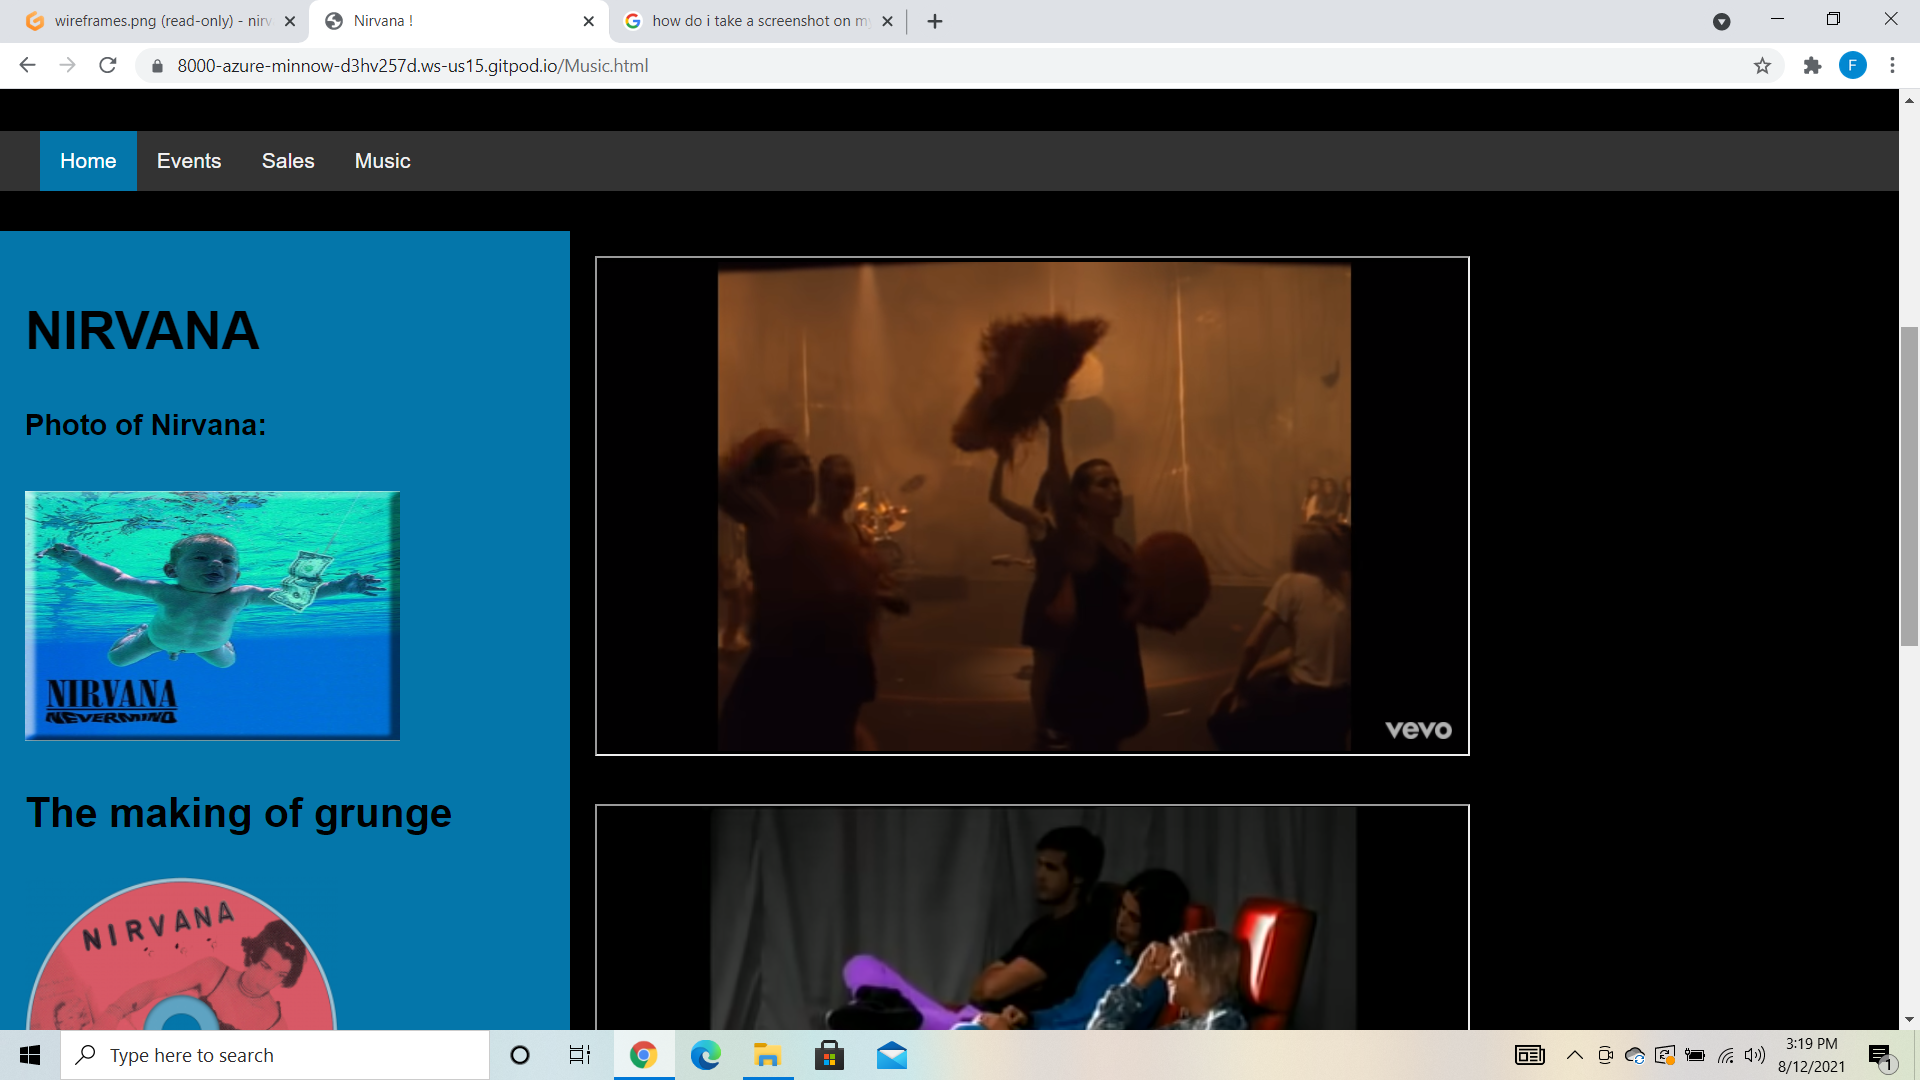 wireframes.png (read-only) - nirv
Nirvana !
how do i take a screenshot on my
8000-azure-minnow-d3hv257d.ws-us15.gitpod.io/Music.html
F
Home Events Sales Music
NIRVANA
Photo of Nirvana:
NIRVANA
NEVERMIND
The making of grunge
NIRVANA
vevo
Type here to search
3:19 PM
8/12/2021
1